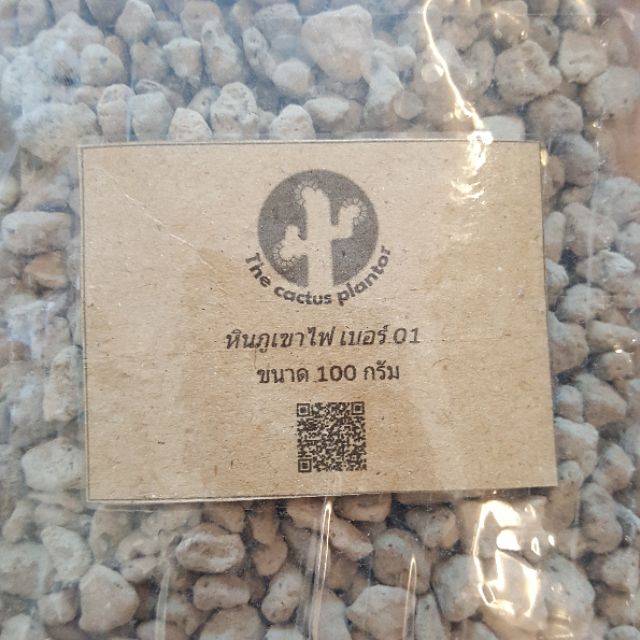 The cactus plantor
หินภูเขาไฟ เบอร์ 01
ขนาด 100 กรัม